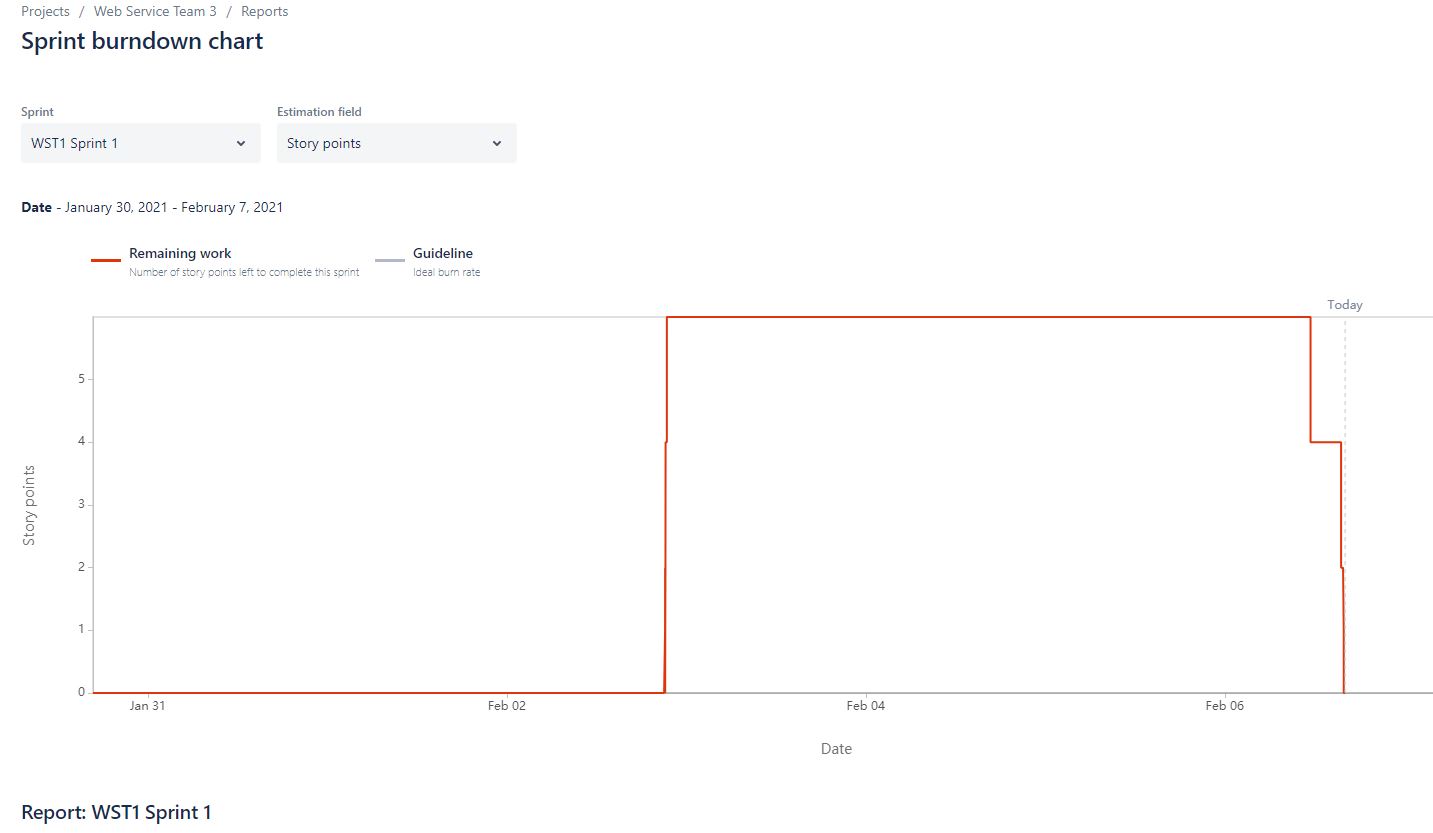 Projects / Web Service Team 3 / Reports
Sprint burndown chart
Sprint
Estimation field
WST1 Sprint 1
Story points
Date - January 30, 2021 - February 7, 2021
Remaining work
Number of story points left to complete this sprint
Guideline
Ideal burn rate
Today
Story points
5
4
3
2
1
0
Jan 31
Feb 02
Feb 04
Feb 06
Date
Report: WST1 Sprint 1